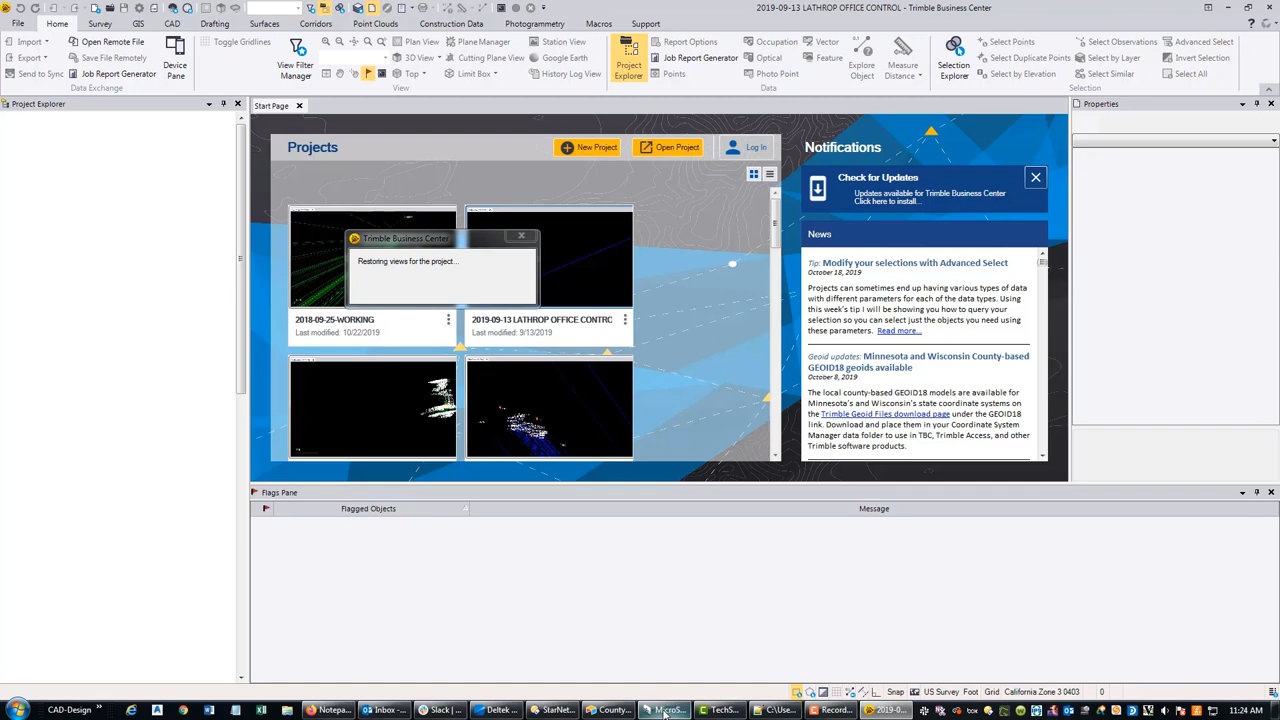 2019-09-13 LATHROP OFFICE CONTROL - Trimble Business Center
File Home Survey GIS CAD Drafting Surfaces Corridors Point Clouds Construction Data Photogrammetry Macros Support
Import Open Remote File Toggle Gridlines Plan View Plane Manager Station View Report Options Occupation Vector Select Points Select Observations Advanced Select
Export Save File Remotely 3D View Cutting Plane View Google Earth Job Report Generator Optical Feature Select Duplicate Points Select by Layer Invert Selection
Send to Sync Job Report Generator Device Pane View Filter Manager Top Limit Box History Log View Project Explorer Points Photo Point Explore Object Measure Distance Selection Explorer Select by Elevation Select Similar Select All
Data Exchange View Data Selection
Project Explorer
Start Page
Properties
Projects New Project Open Project Log In
Notifications
Check for Updates
Updates available for Trimble Business Center
Click here to install...
News
Trimble Business Center
Restoring views for the project...
2018-09-25-WORKING
Last modified: 10/22/2019
2019-09-13 LATHROP OFFICE CONTRC
Last modified: 9/13/2019
Tip: Modify your selections with Advanced Select
October 18, 2019
Projects can sometimes end up having various types of data
with different parameters for each of the data types. Using
this week's tip I will be showing you how to query your
selection so you can select just the objects you need using
these parameters. Read more...
Geoid updates: Minnesota and Wisconsin County-based
GEOID18 geoids available
October 8, 2019
The local county-based GEOID18 models are available for
Minnesota's and Wisconsin's state coordinate systems on
the Trimble Geoid Files download page under the GEOID18
link. Download and place them in your Coordinate System
Manager data folder to use in TBC, Trimble Access, and other
Trimble software products.
Flags Pane
Flagged Objects Message
Snap US Survey Foot Grid California Zone 3 0403 0
CAD-Design » Notepa... Inbox -... Slack |... Deltek ... StarNet... County... MicroS... TechS... C:\Use... Record... 2019-0... 11:24 AM